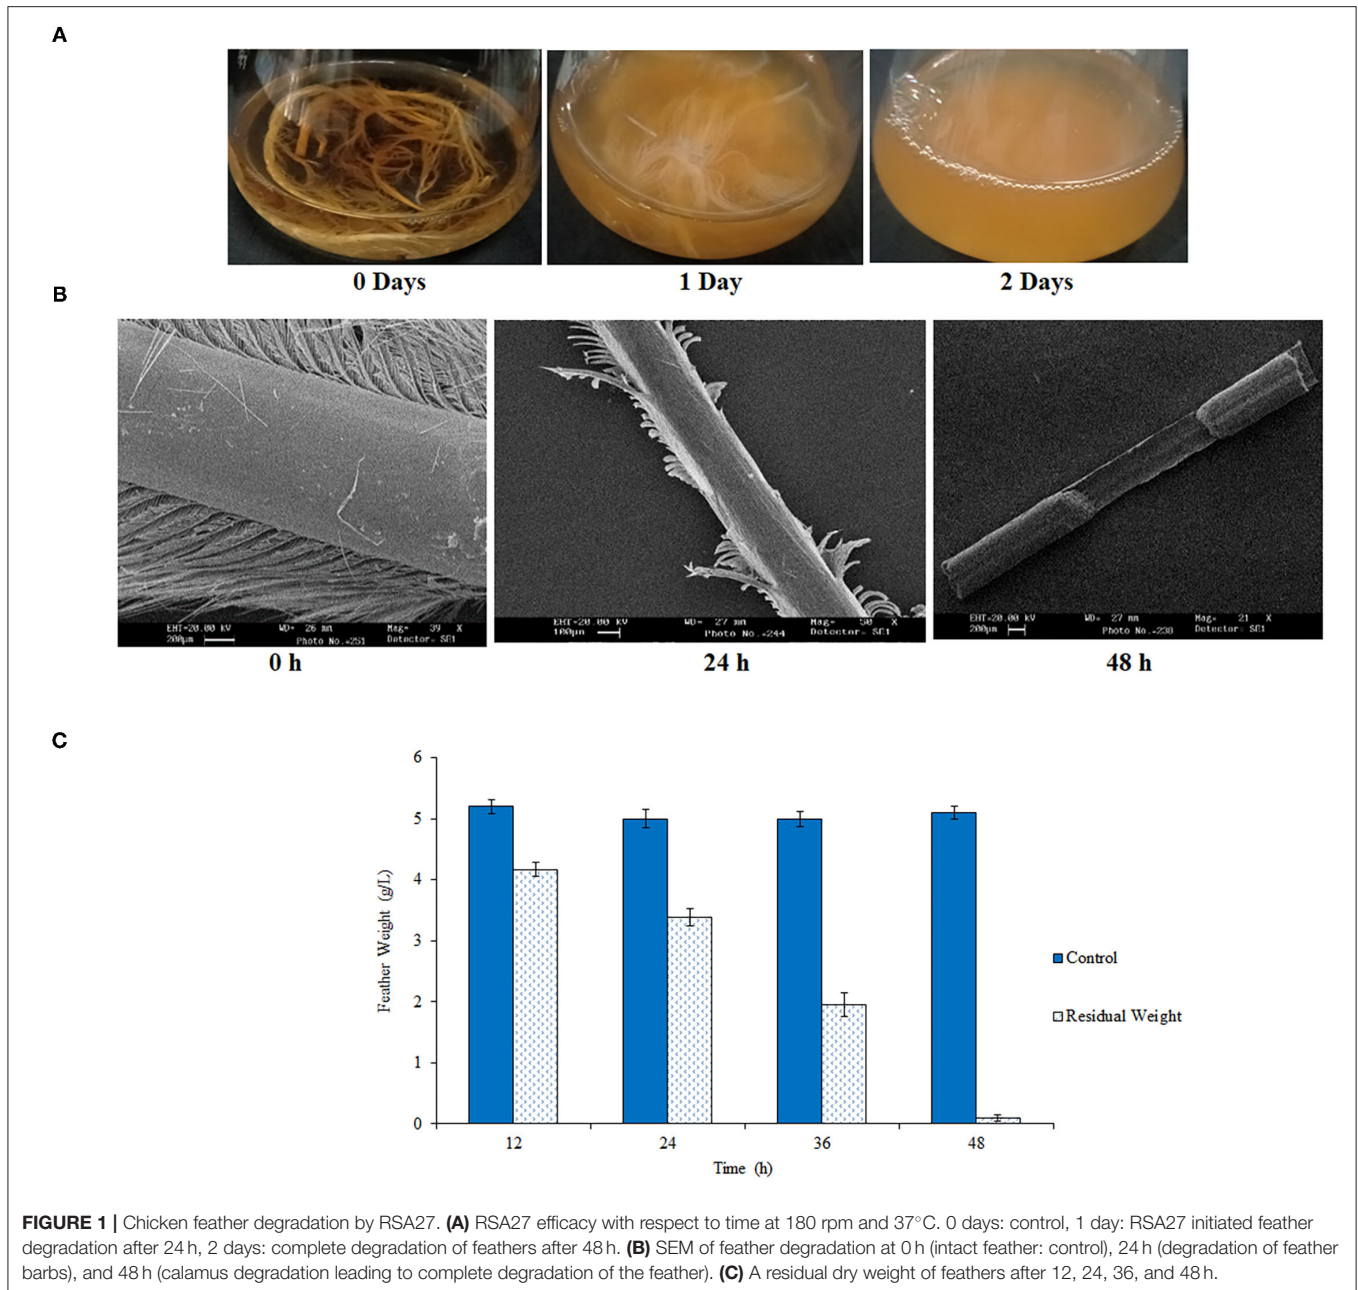 A
0 Days
1 Day
2 Days
B
EHT=20.00 kV WD= 26 mm Mag= 39 X
200µm Photo No.=251 Detector= SE1
0 h
EHT=20.00 kV WD= 27 mm Mag= 50 X
100µm Photo No.=244 Detector= SE1
24 h
EHT=20.00 kV WD= 27 mm Mag= 21 X
200µm Photo No.=238 Detector= SE1
48 h
C
6
5
4
3
2
1
0
Feather Weight (g/L)
12 24 36 48
Time (h)
Control
Residual Weight
FIGURE 1 | Chicken feather degradation by RSA27. (A) RSA27 efficacy with respect to time at 180 rpm and 37°C. 0 days: control, 1 day: RSA27 initiated feather
degradation after 24 h, 2 days: complete degradation of feathers after 48 h. (B) SEM of feather degradation at 0 h (intact feather: control), 24 h (degradation of feather
barbs), and 48 h (calamus degradation leading to complete degradation of the feather). (C) A residual dry weight of feathers after 12, 24, 36, and 48 h.